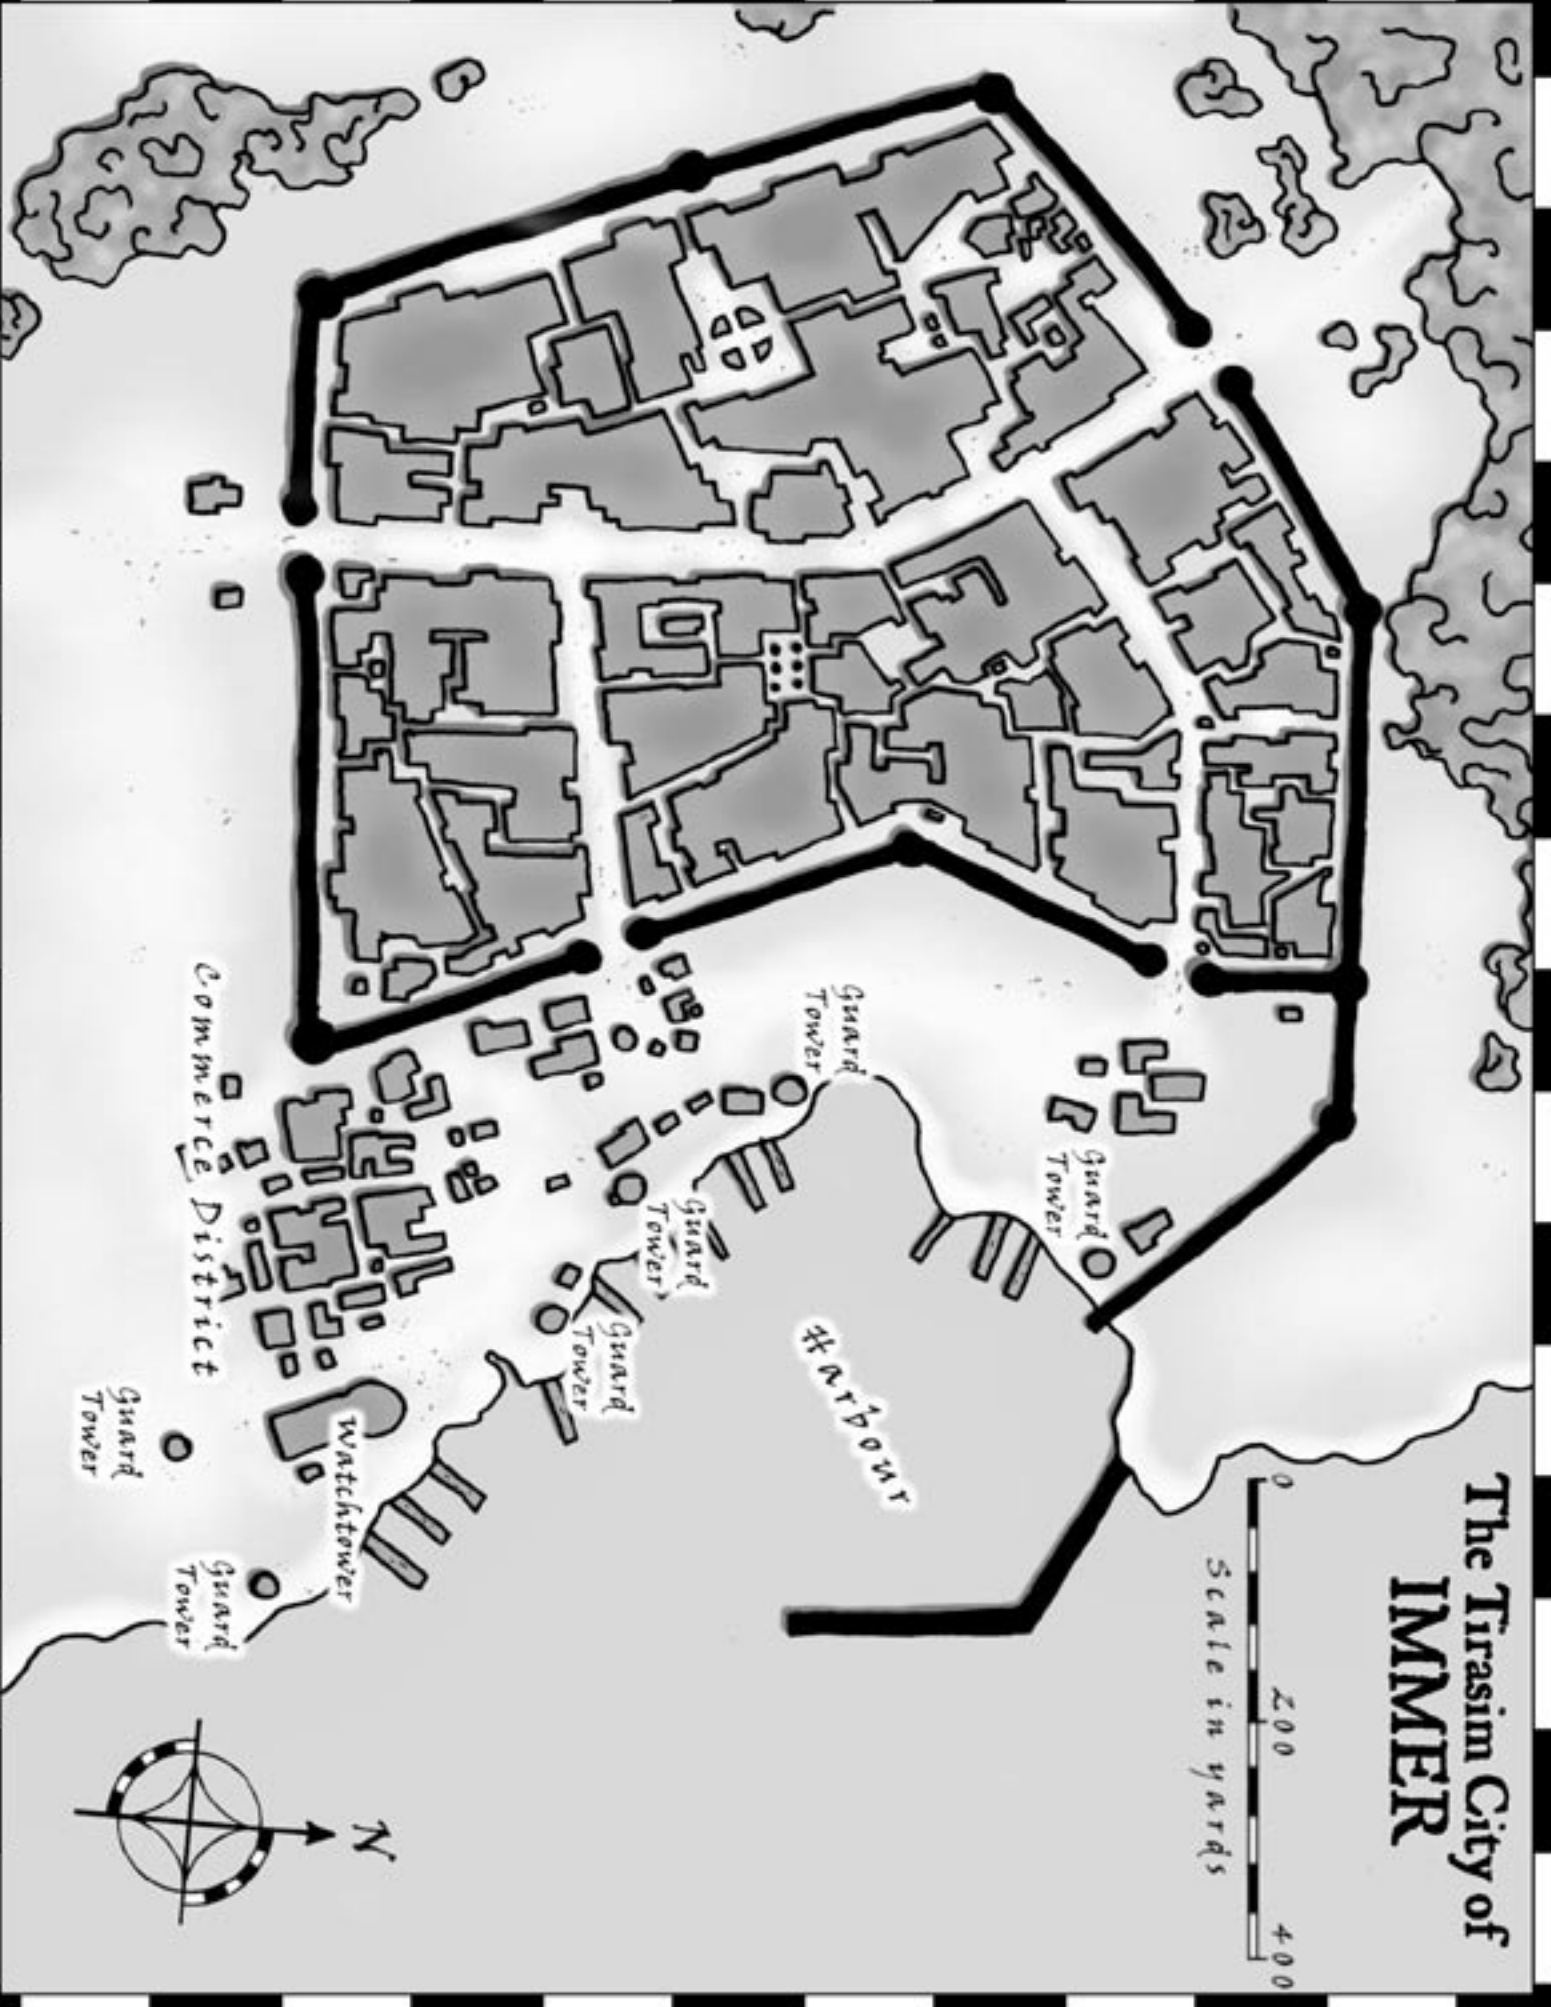 The Tirasim City of
IMMER
0 200 400
Scale in yards
Guard
Tower
Guard
Tower
Guard
Tower
Guard
Tower
Harbour
Commerce District
Watchtower
Guard
Tower
Guard
Tower
N